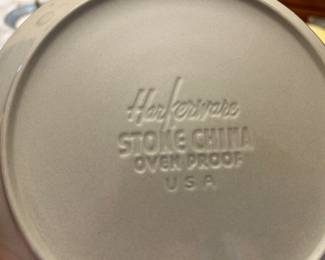 Harkerware
STONE CHINA
OVEN PROOF
USA